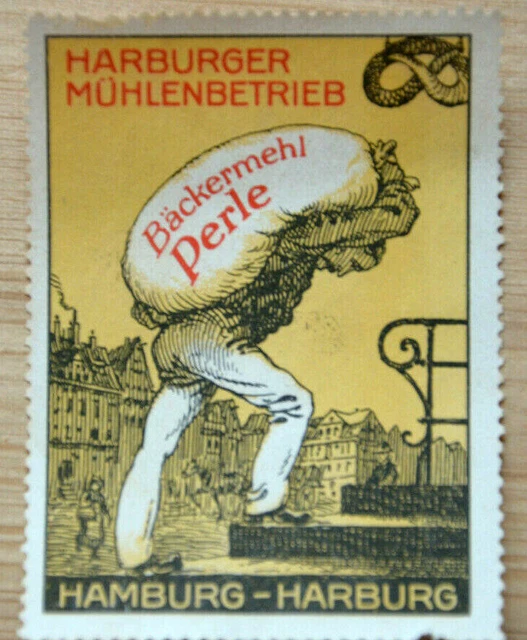 HARBURGER
MÜHLENBETRIEB
Bäckermehl
Perle
HAMBURG – HARBURG